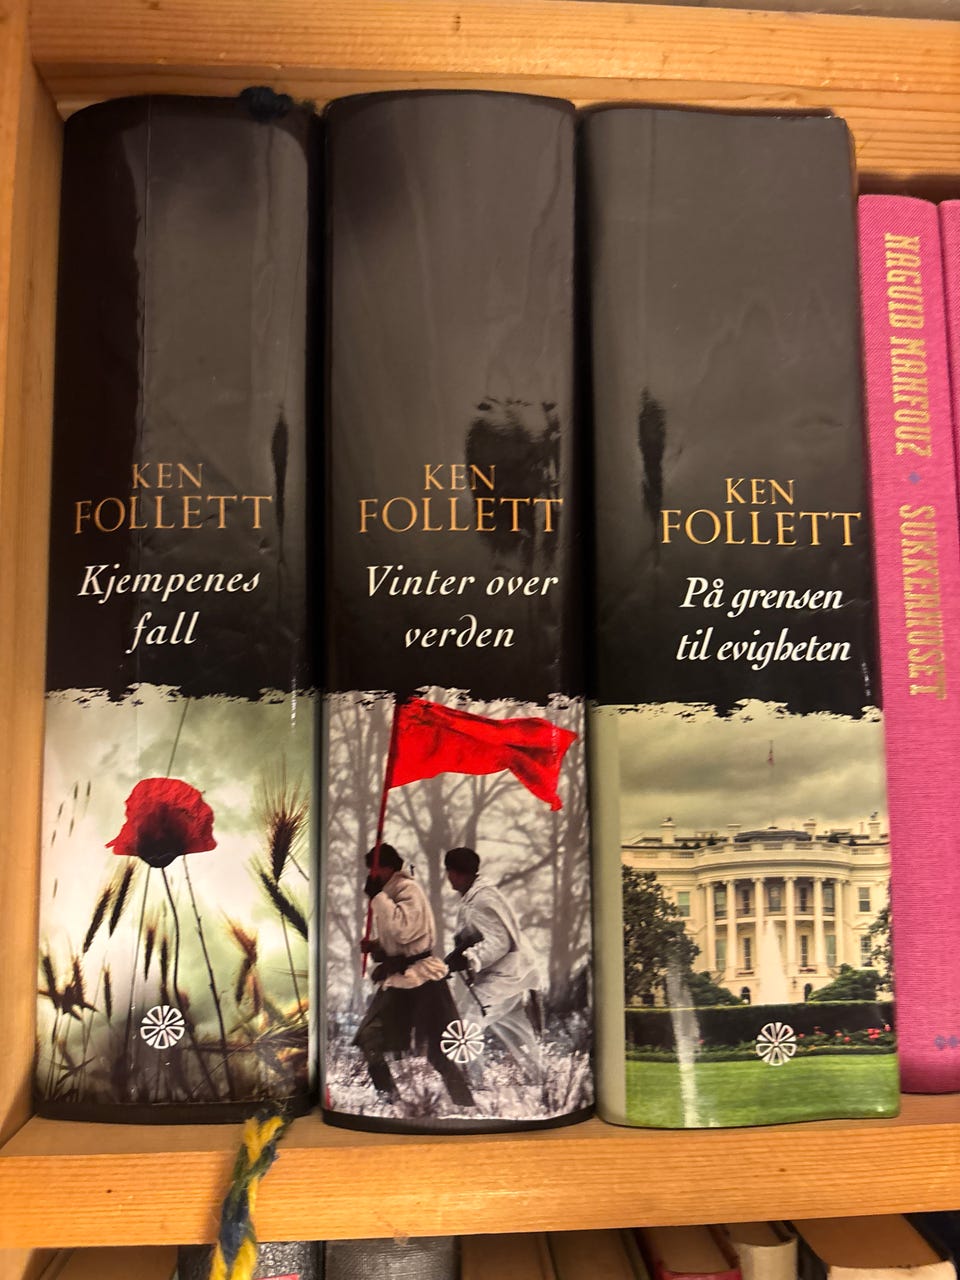 KEN
FOLLETT
Kjempenes
fall
KEN
FOLLETT
Vinter over
verden
KEN
FOLLETT
På grensen
til evigheten
NAGUIB MAHFOUZ * SUKKERHUSET